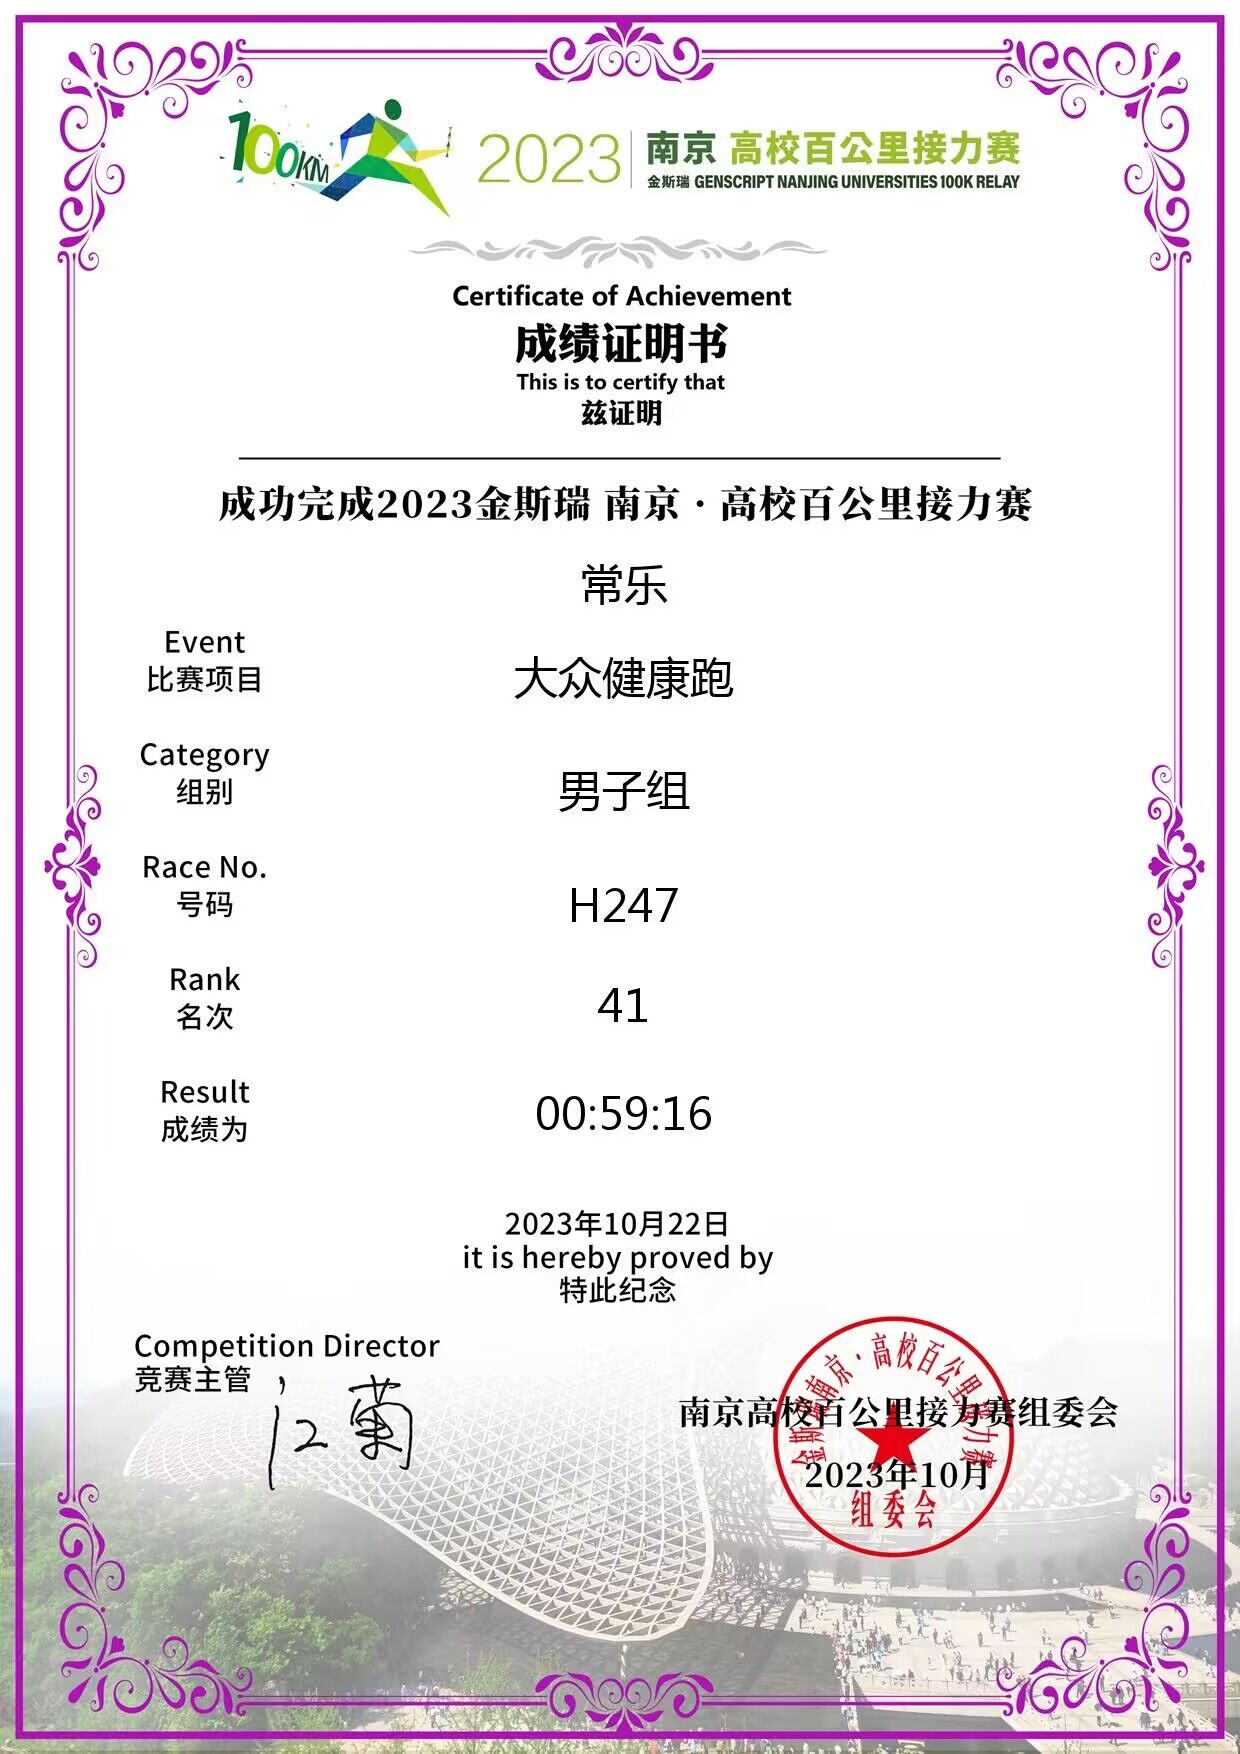 100KM
2023 南京 高校百公里接力赛
金斯瑞 GENSCRIPT NANJING UNIVERSITIES 100K RELAY
Certificate of Achievement
成绩证明书
This is to certify that
兹证明
成功完成2023金斯瑞 南京·高校百公里接力赛
常乐
Event
比赛项目
大众健康跑
Category
组别
男子组
Race No.
号码
H247
Rank
名次
41
Result
成绩为
00:59:16
2023年10月22日
it is hereby proved by
特此纪念
Competition Director
竞赛主管
南京高校百公里接力赛组委会
2023年10月
金斯瑞南京·高校百公里接力赛
组委会